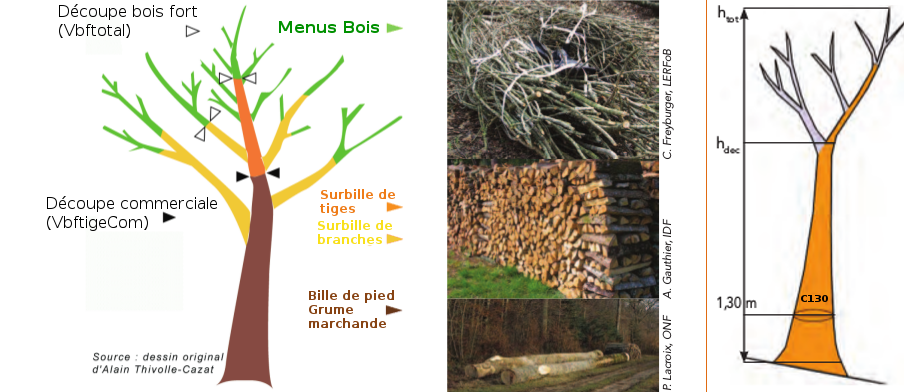 Découpe bois fort
(Vbftotal)
Menus Bois
Découpe commerciale
(VbftigeCom)
Surbille de
tiges
Surbille de
branches
Bille de pied
Grume
marchande
Source : dessin original
d'Alain Thivolle-Cazat
C. Freyburger, LERFoB
A. Gauthier, IDF
P. Lacroix, ONF
htot
hdec
C130
1,30 m